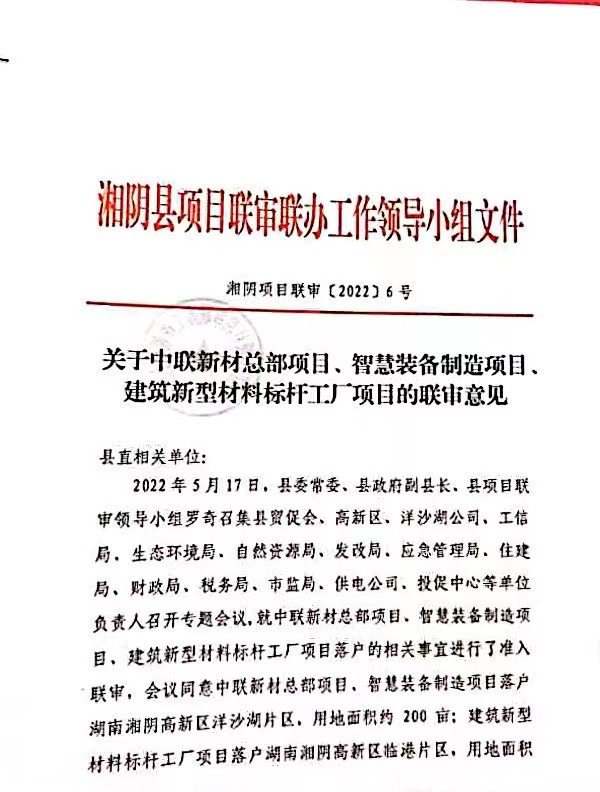 湘阴县项目联审联办工作领导小组文件
湘阴项目联审〔2022〕6号
关于中联新材总部项目、智慧装备制造项目、
建筑新型材料标杆工厂项目的联审意见
县直相关单位：
2022年5月17日，县委常委、县政府副县长、县项目联
审领导小组罗奇召集县贸促会、高新区、洋沙湖公司、工信
局、生态环境局、自然资源局、发改局、应急管理局、住建
局、财政局、税务局、市监局、供电公司、投促中心等单位
负责人召开专题会议，就中联新材总部项目、智慧装备制造项
目、建筑新型材料标杆工厂项目落户的相关事宜进行了准入
联审，会议同意中联新材总部项目、智慧装备制造项目落户
湖南湘阴高新区洋沙湖片区，用地面积约200亩；建筑新型
材料标杆工厂项目落户湖南湘阴高新区临港片区，用地面积